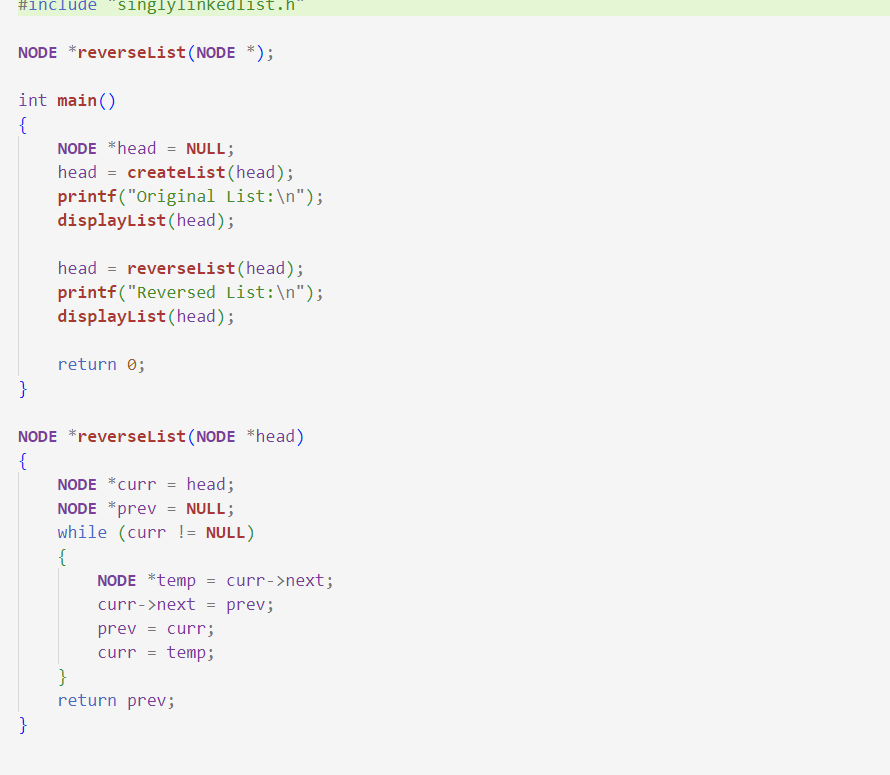 #include "singlylinkedlist.h"
NODE *reverseList(NODE *);
int main()
{
NODE *head = NULL;
head = createList(head);
printf("Original List:\n");
displayList(head);
head = reverseList(head);
printf("Reversed List:\n");
displayList(head);
return 0;
}
NODE *reverseList(NODE *head)
{
NODE *curr = head;
NODE *prev = NULL;
while (curr != NULL)
{
NODE *temp = curr->next;
curr->next = prev;
prev = curr;
curr = temp;
}
return prev;
}